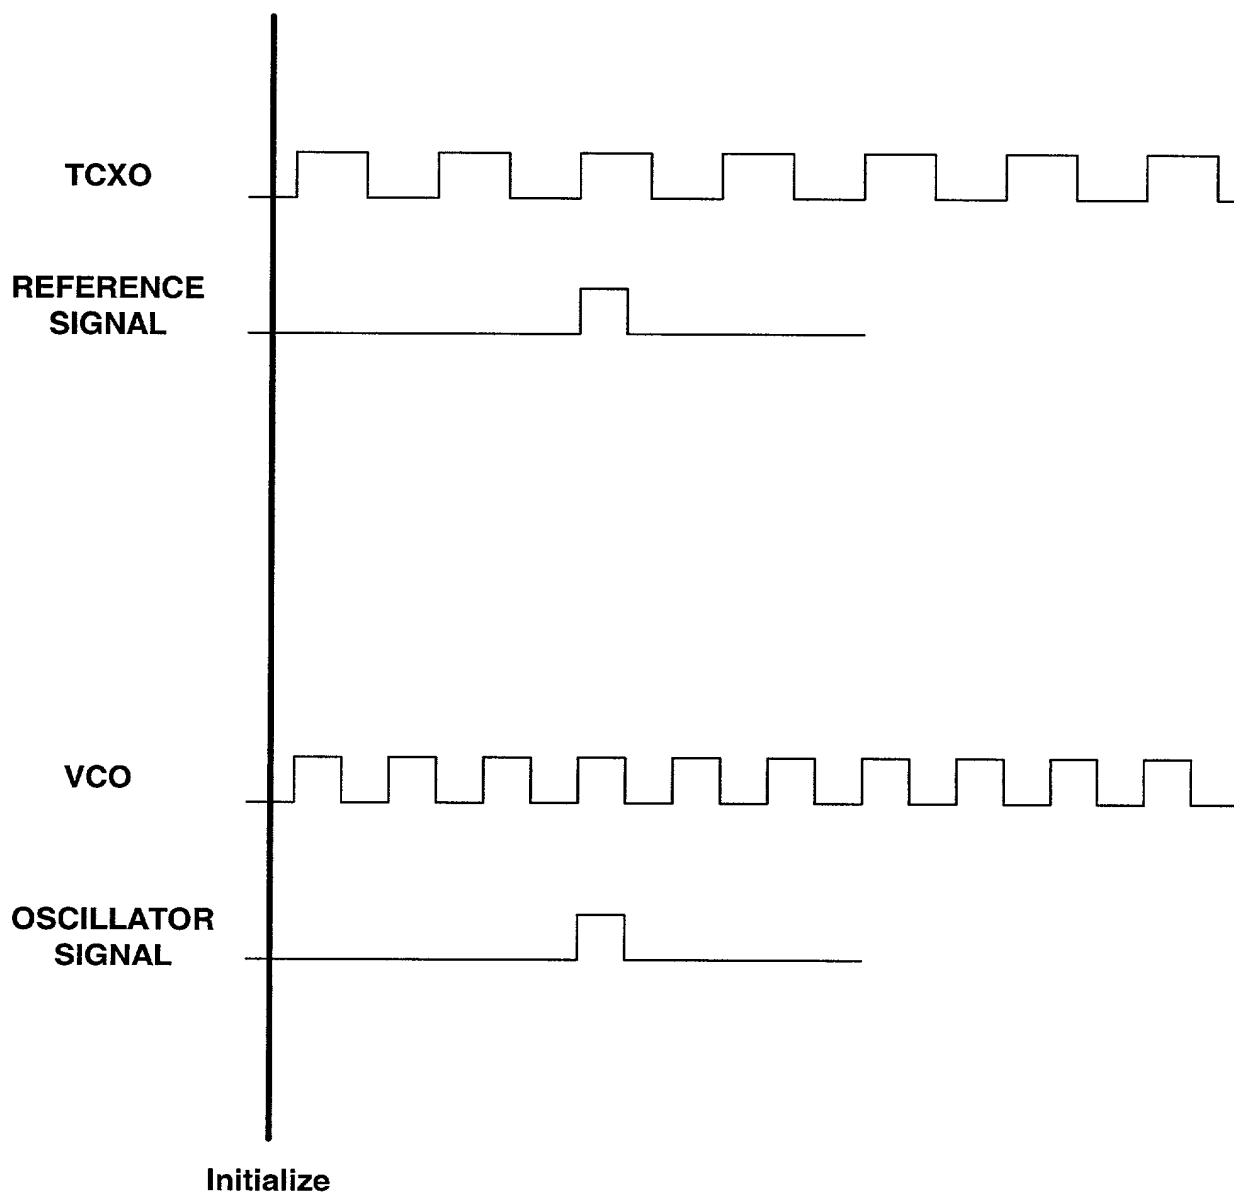 TCXO
REFERENCE
SIGNAL
VCO
OSCILLATOR
SIGNAL
Initialize